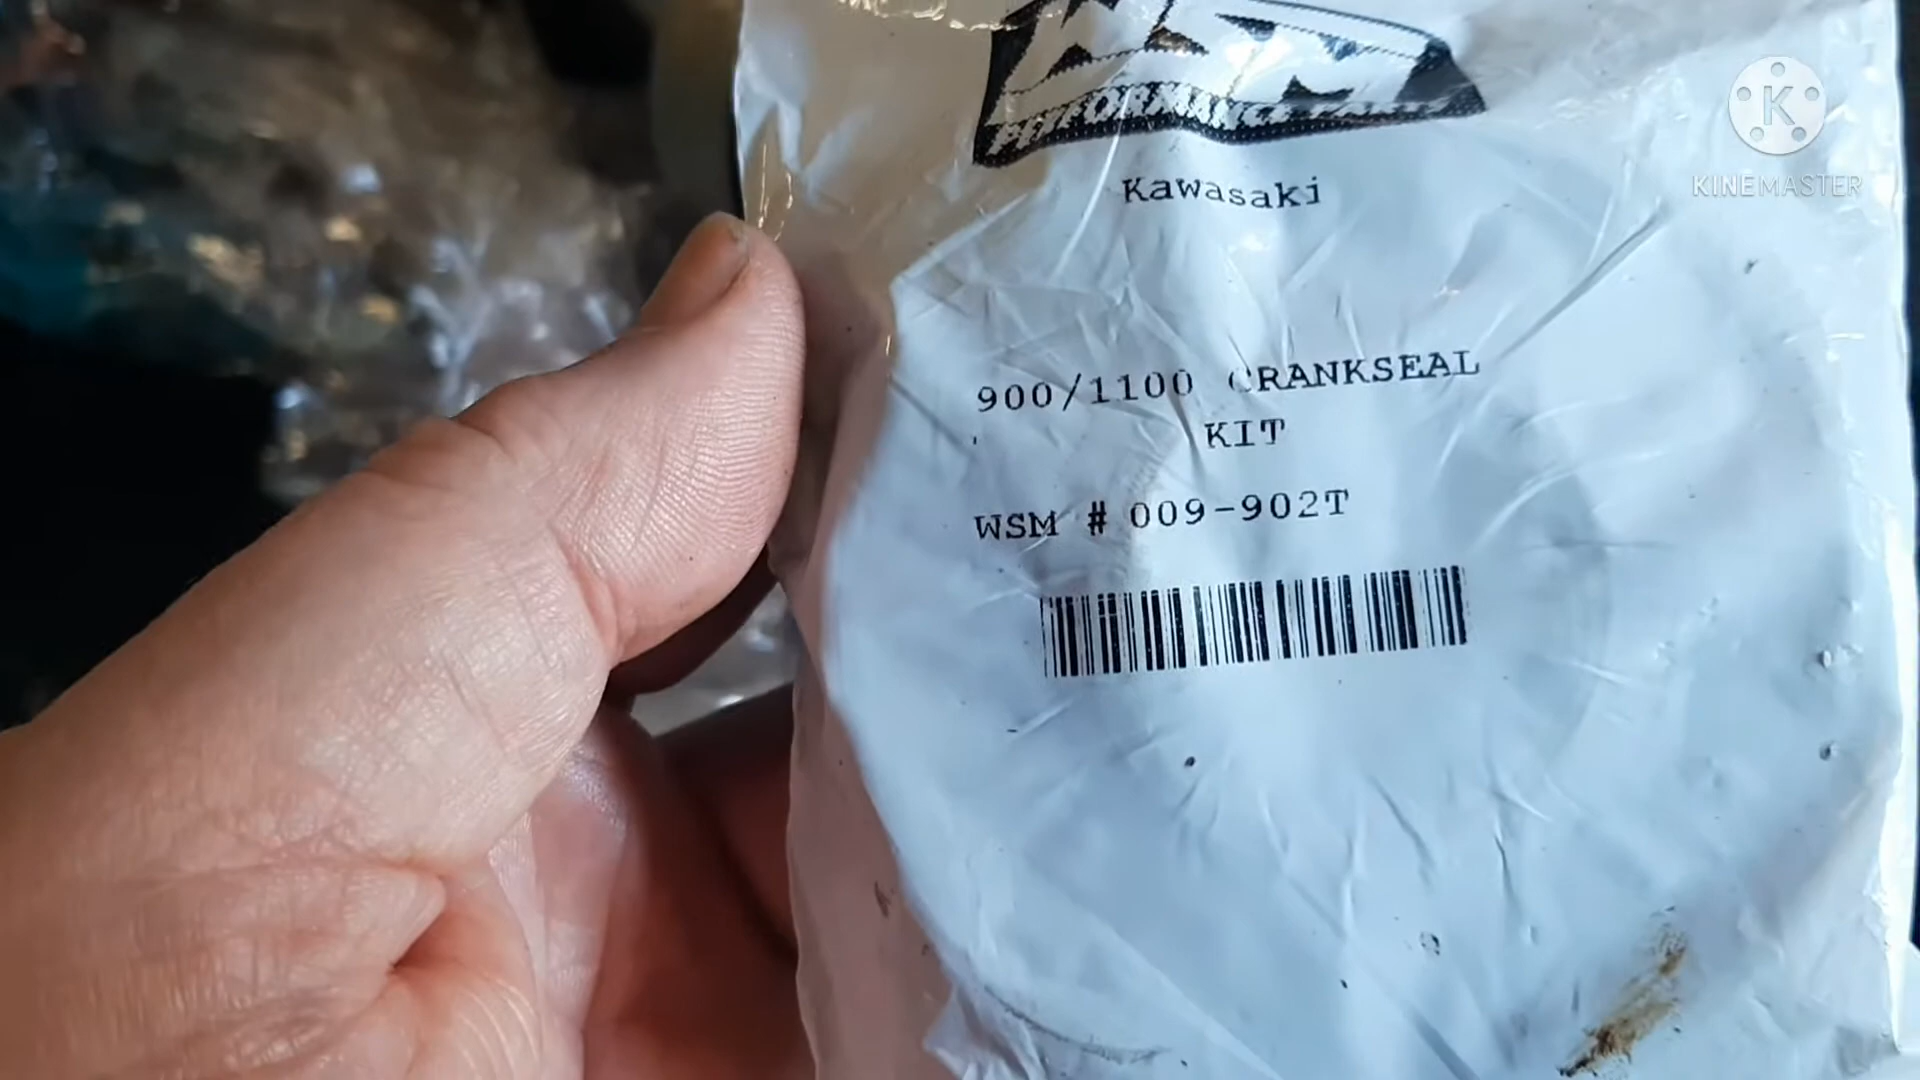 PERFORMANCE PARTS
Kawasaki
900/1100 CRANKSEAL
KIT
WSM # 009-902T
KINEMASTER